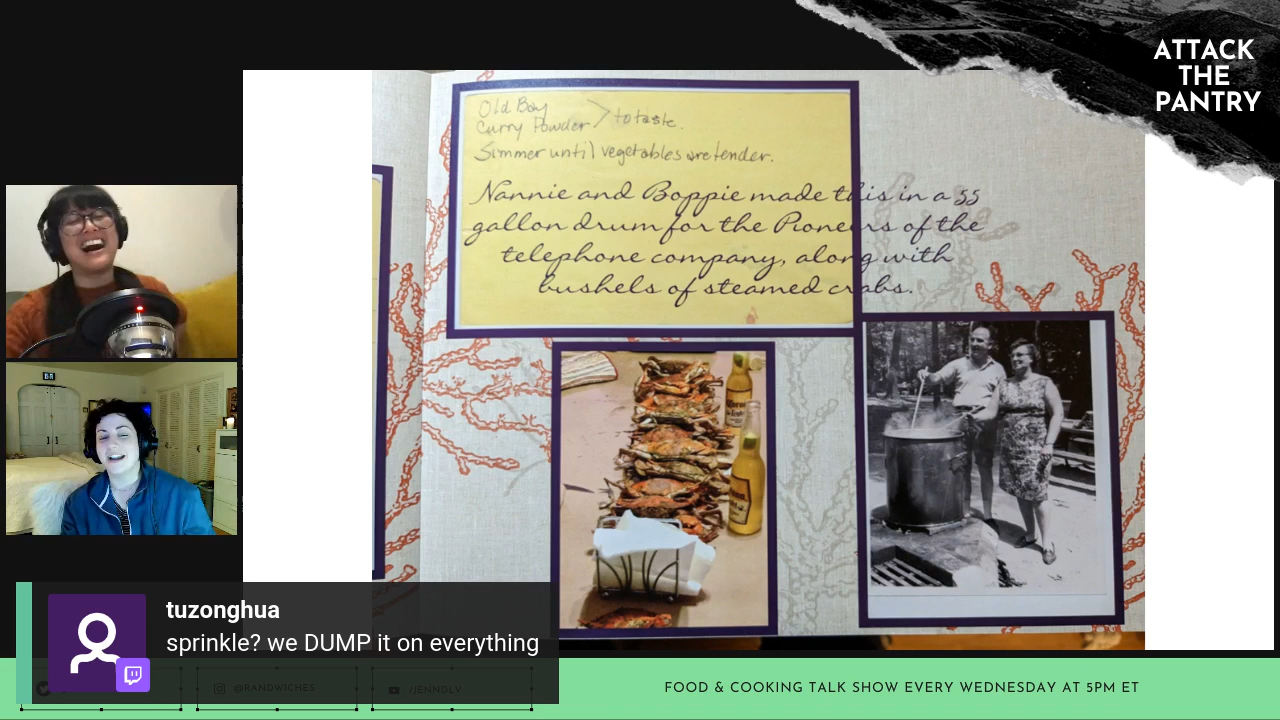 ATTACK
THE
PANTRY
Old Bay
Curry Powder > to taste.
Simmer until vegetables are tender.
Nannie and Boppie made this in a 55
gallon drum for the Pioneers of the
telephone company, along with
bushels of steamed crabs.
tuzonghua
sprinkle? we DUMP it on everything
@RANDWICHES
/JENNDLV
FOOD & COOKING TALK SHOW EVERY WEDNESDAY AT 5PM ET